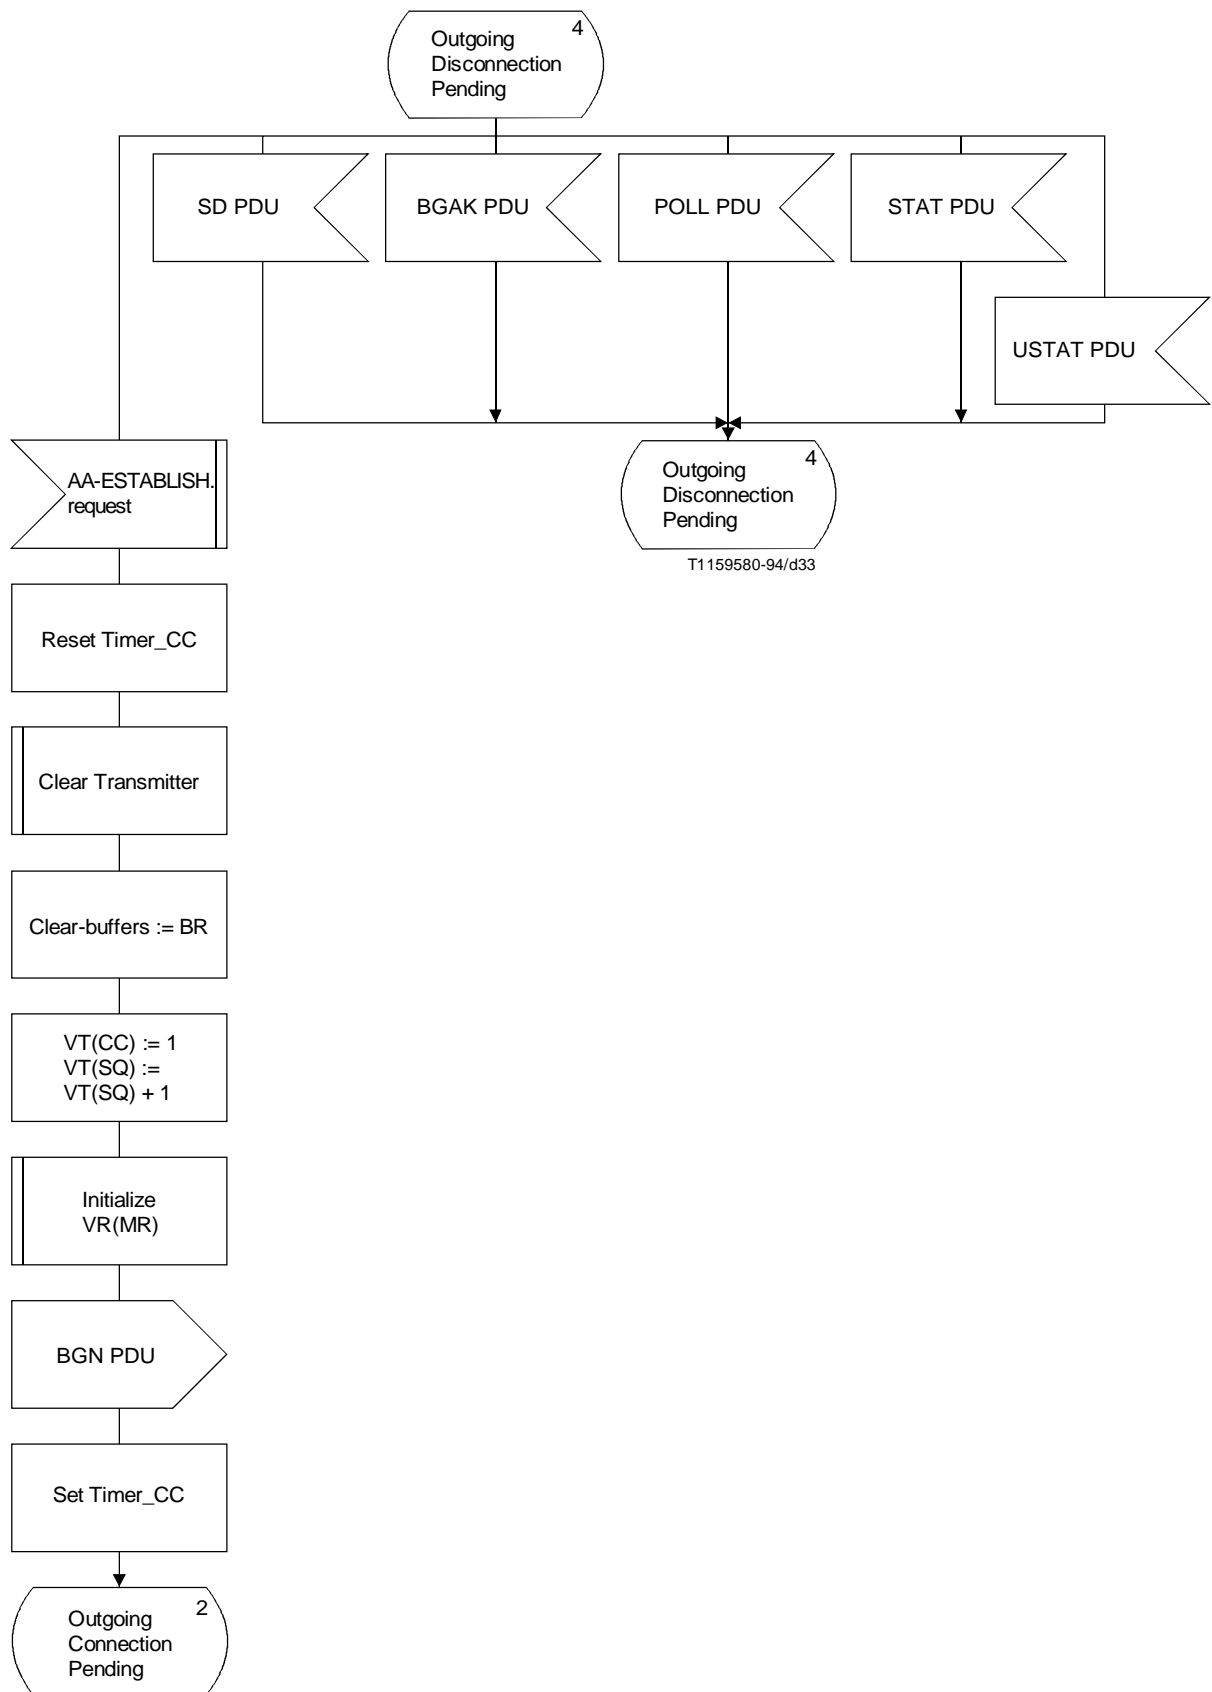 4
Outgoing
Disconnection
Pending
SD PDU
BGAK PDU
POLL PDU
STAT PDU
USTAT PDU
4
Outgoing
Disconnection
Pending
T1159580-94/d33
AA-ESTABLISH.
request
Reset Timer_CC
Clear Transmitter
Clear-buffers := BR
VT(CC) := 1
VT(SQ) :=
VT(SQ) + 1
Initialize
VR(MR)
BGN PDU
Set Timer_CC
2
Outgoing
Connection
Pending